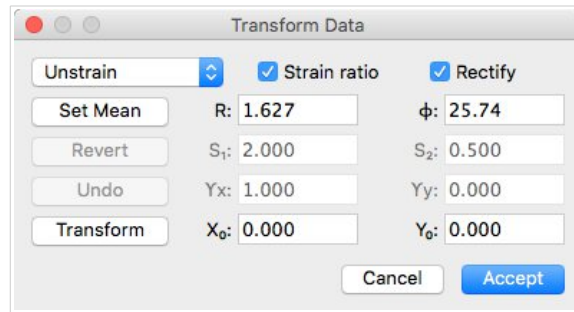 Transform Data
Unstrain Strain ratio Rectify
Set Mean R: 1.627 ϕ: 25.74
Revert S₁: 2.000 S₂: 0.500
Undo Yx: 1.000 Yy: 0.000
Transform X₀: 0.000 Y₀: 0.000
Cancel Accept